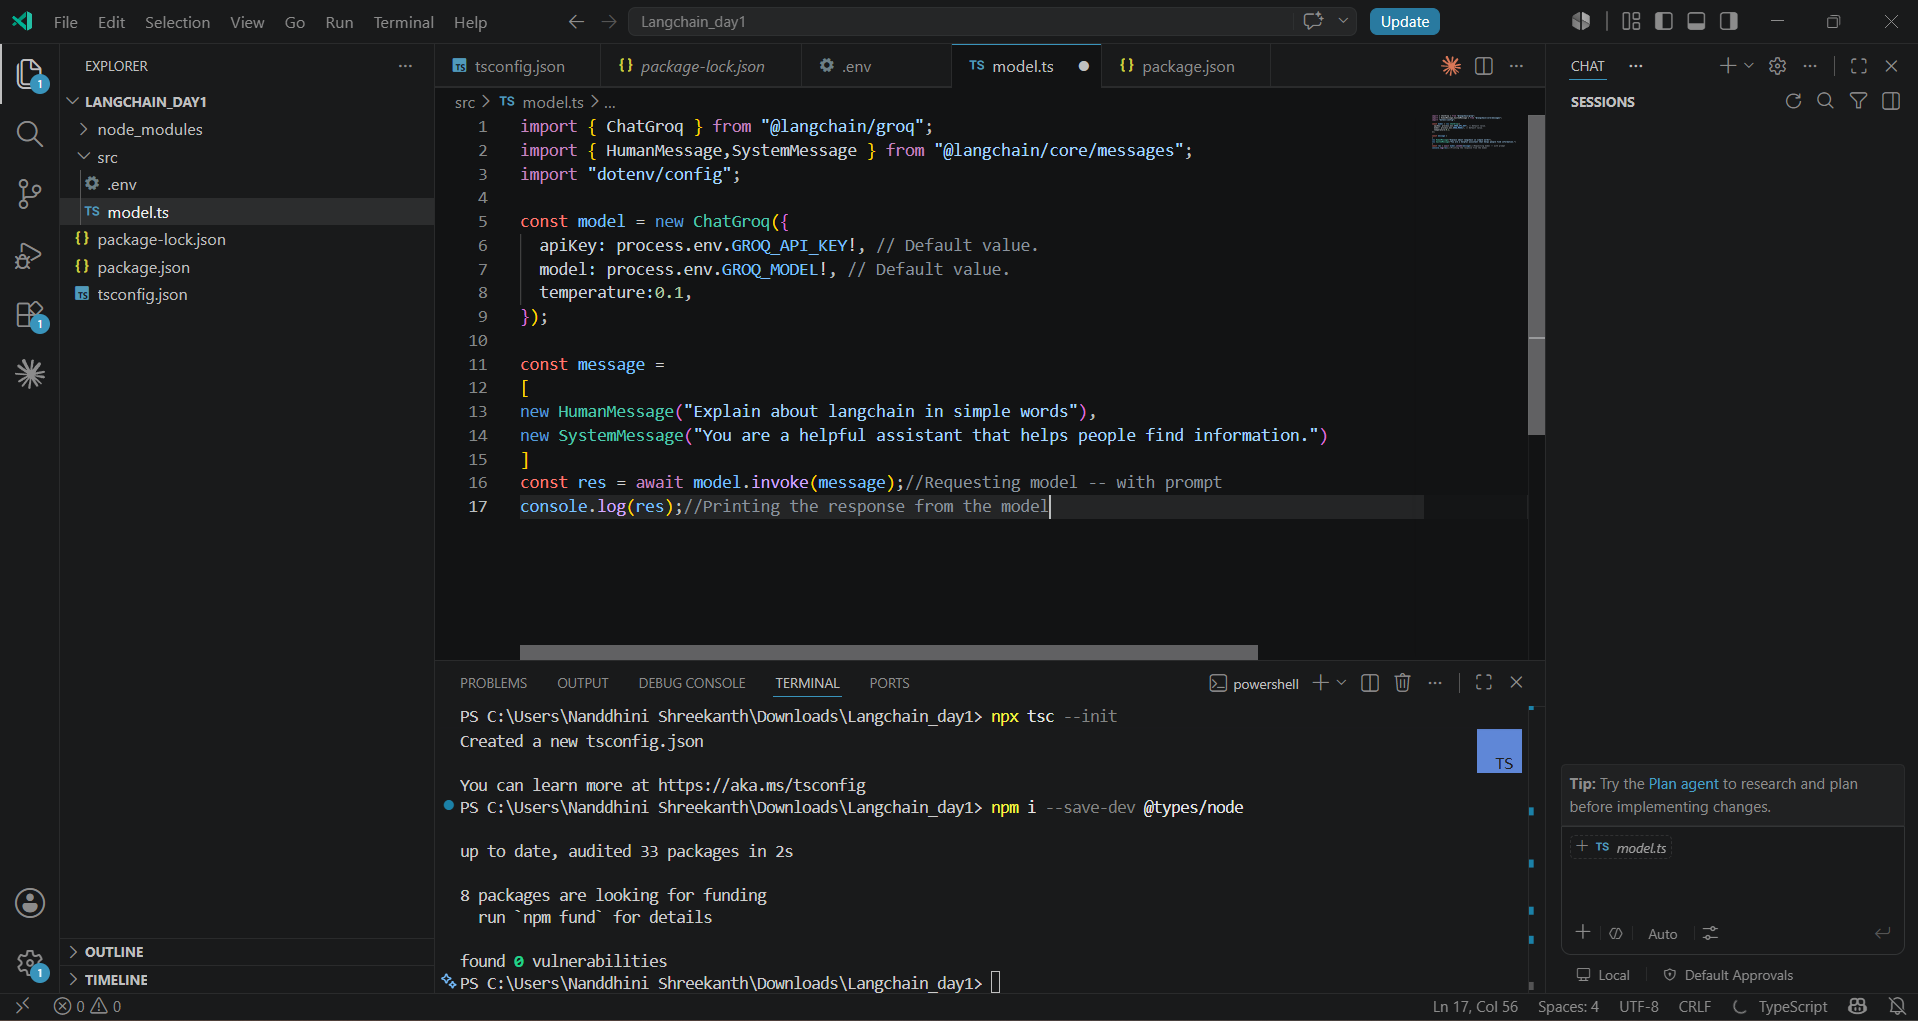 File Edit Selection View Go Run Terminal Help
Langchain_day1
Update
EXPLORER
LANGCHAIN_DAY1
node_modules
src
.env
TS model.ts
{} package-lock.json
{} package.json
TS tsconfig.json
OUTLINE
TIMELINE
1
1
1
TS tsconfig.json
{} package-lock.json
.env
TS model.ts
{} package.json
src > TS model.ts > ...
1 import { ChatGroq } from "@langchain/groq";
2 import { HumanMessage,SystemMessage } from "@langchain/core/messages";
3 import "dotenv/config";
4
5 const model = new ChatGroq({
6 apiKey: process.env.GROQ_API_KEY!, // Default value.
7 model: process.env.GROQ_MODEL!, // Default value.
8 temperature:0.1,
9 });
10
11 const message =
12 [
13 new HumanMessage("Explain about langchain in simple words"),
14 new SystemMessage("You are a helpful assistant that helps people find information.")
15 ]
16 const res = await model.invoke(message);//Requesting model -- with prompt
17 console.log(res);//Printing the response from the model
PROBLEMS OUTPUT DEBUG CONSOLE TERMINAL PORTS
powershell
PS C:\Users\Nanddhini Shreekanth\Downloads\Langchain_day1> npx tsc --init
Created a new tsconfig.json
TS
You can learn more at https://aka.ms/tsconfig
PS C:\Users\Nanddhini Shreekanth\Downloads\Langchain_day1> npm i --save-dev @types/node
up to date, audited 33 packages in 2s
8 packages are looking for funding
run `npm fund` for details
found 0 vulnerabilities
PS C:\Users\Nanddhini Shreekanth\Downloads\Langchain_day1>
CHAT
SESSIONS
Tip: Try the Plan agent to research and plan
before implementing changes.
TS model.ts
Auto
Local
Default Approvals
0 0
Ln 17, Col 56 Spaces: 4 UTF-8 CRLF TypeScript